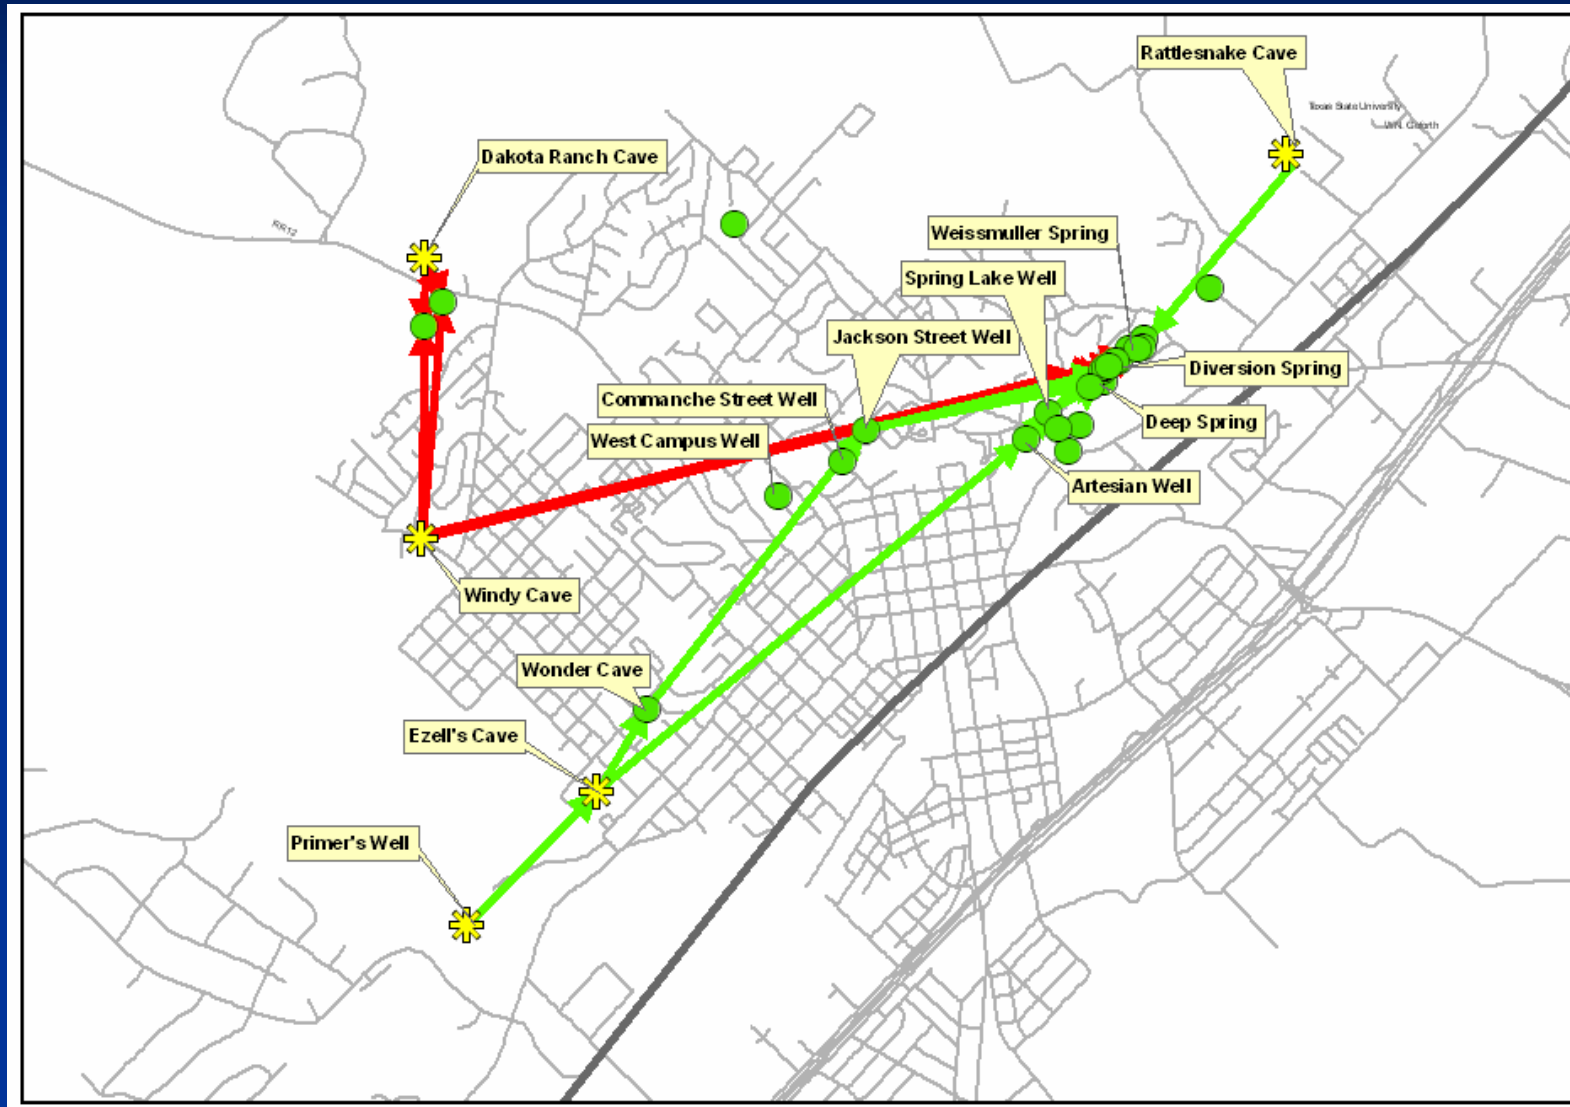 Rattlesnake Cave
Texas State University
Dakota Ranch Cave
RR12
Weissmuller Spring
Spring Lake Well
Jackson Street Well
Diversion Spring
Commanche Street Well
Deep Spring
West Campus Well
Artesian Well
Windy Cave
Wonder Cave
Ezell's Cave
Primer's Well